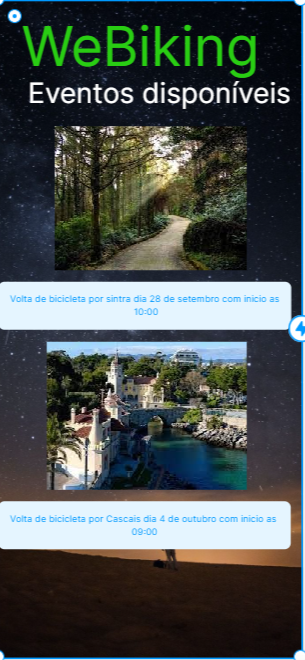 WeBiking
Eventos disponíveis
Volta de bicicleta por sintra dia 28 de setembro com inicio as
10:00
Volta de bicicleta por Cascais dia 4 de outubro com inicio as
09:00